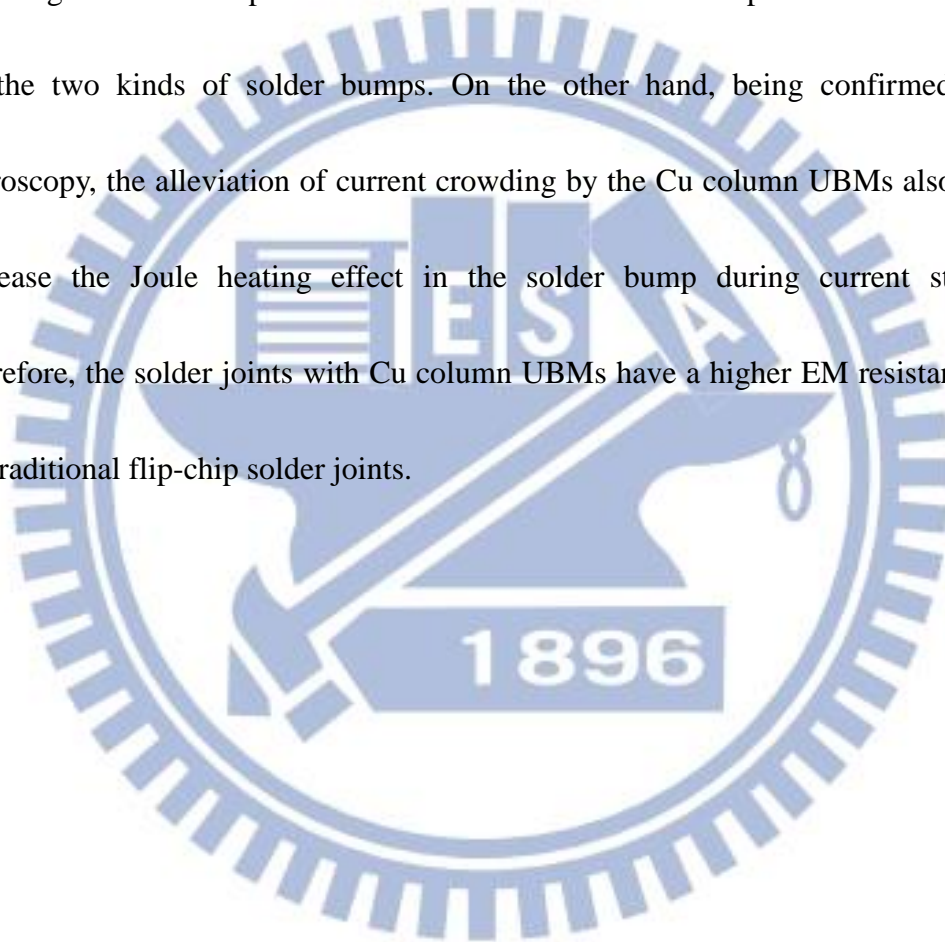 the two kinds of solder bumps. On the other hand, being confirmed
roscopy, the alleviation of current crowding by the Cu column UBMs also
ease the Joule heating effect in the solder bump during current st
refore, the solder joints with Cu column UBMs have a higher EM resistan
raditional flip-chip solder joints.
E S A
1896